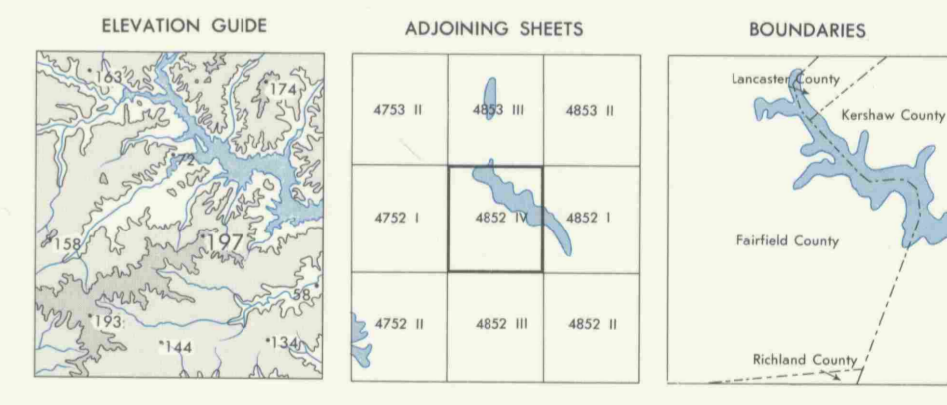 ELEVATION GUIDE
163
174
72
158
197
58
193
144
134
ADJOINING SHEETS
4753 II
4853 III
4853 II
4752 I
4852 IV
4852 I
4752 II
4852 III
4852 II
BOUNDARIES
Lancaster County
Kershaw County
Fairfield County
Richland County